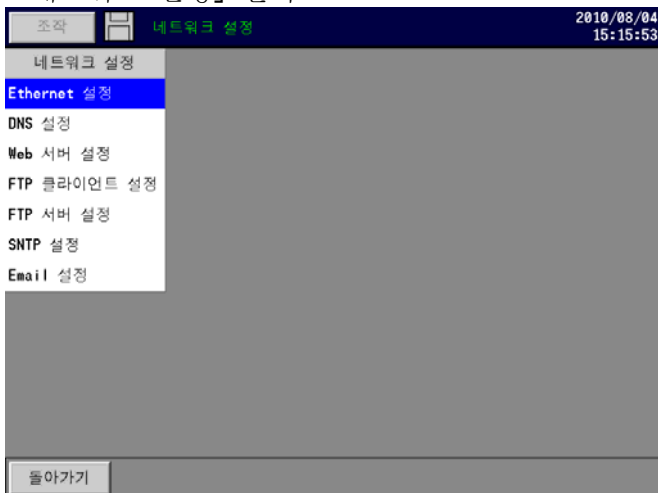 조작
네트워크 설정
2010/08/04
15:15:53
네트워크 설정
Ethernet 설정
DNS 설정
Web 서버 설정
FTP 클라이언트 설정
FTP 서버 설정
SNTP 설정
Email 설정
돌아가기